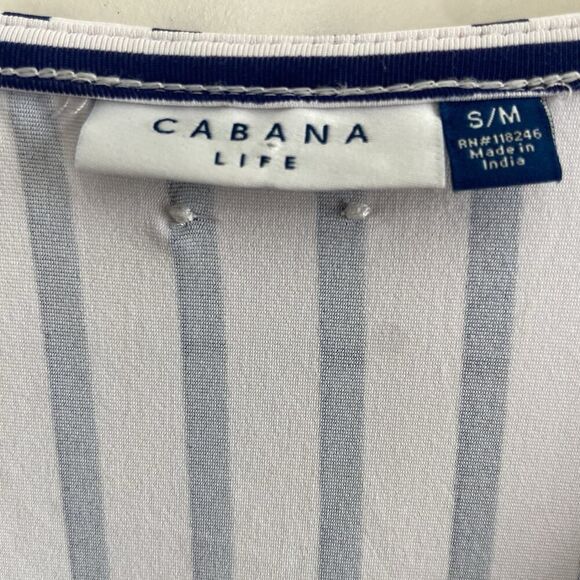 CABANA
LIFE
S/M
RN#118246
Made in
India